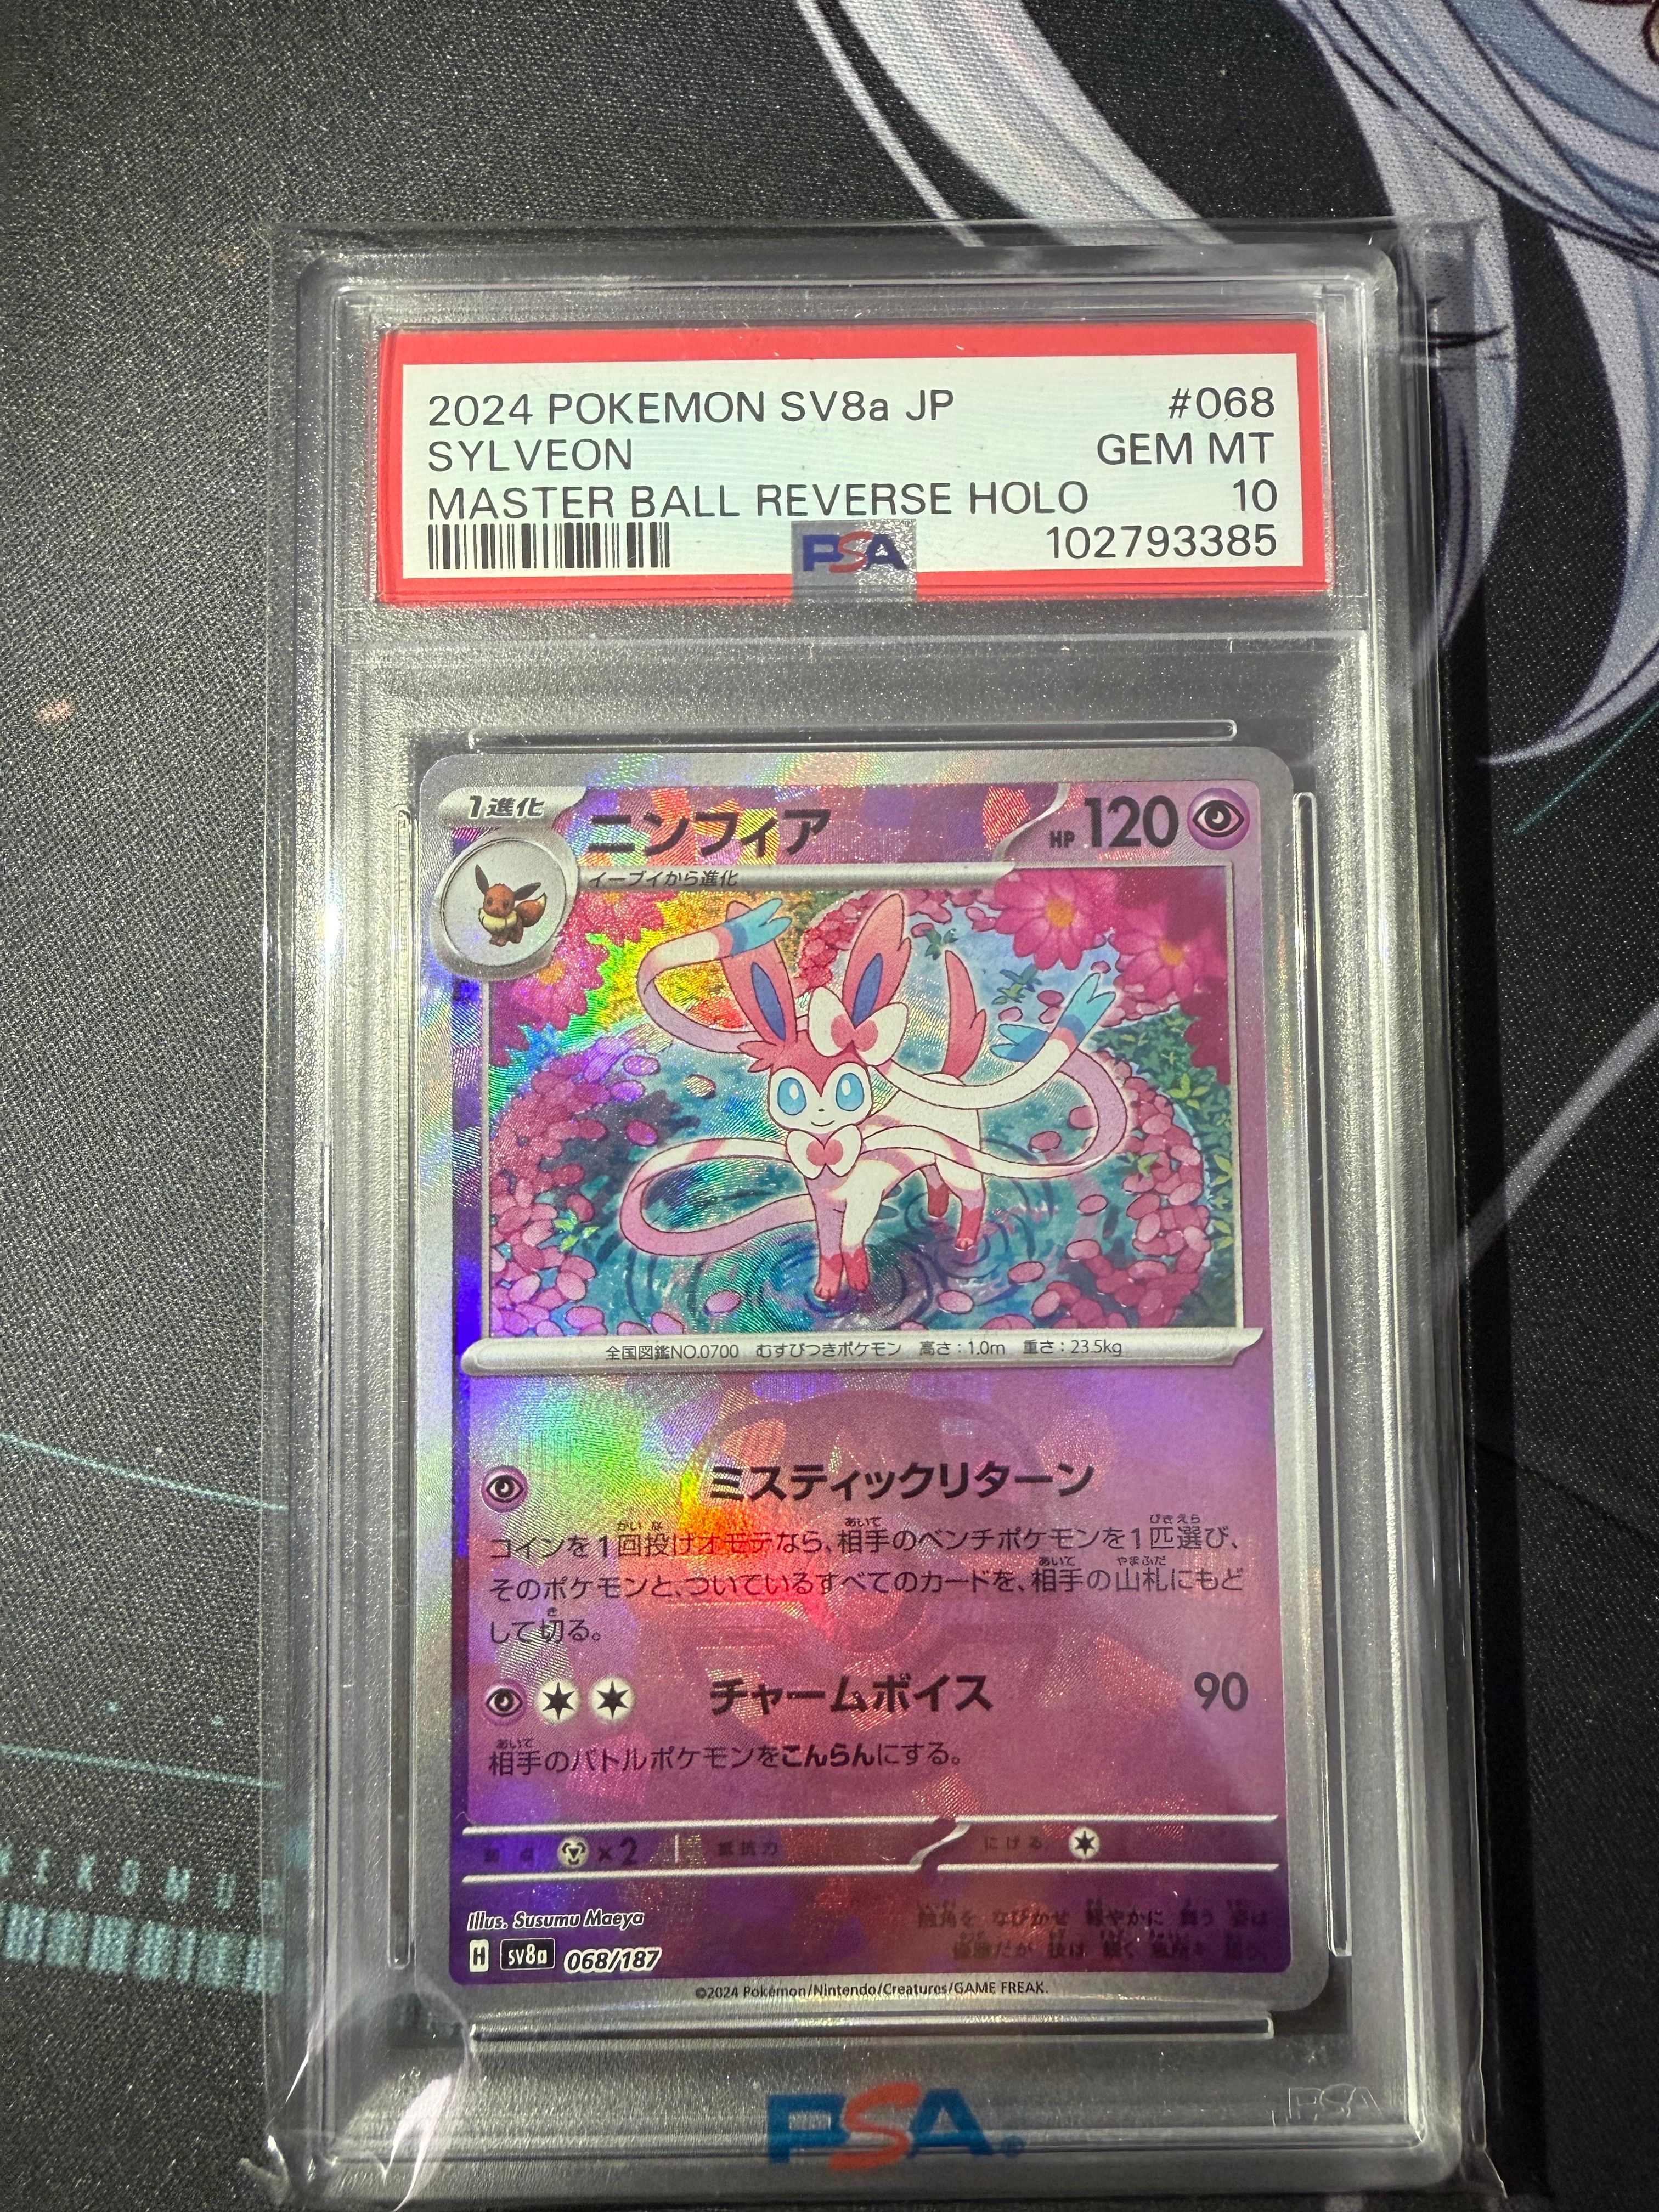 2024 POKEMON SV8a JP #068
SYLVEON GEM MT
MASTER BALL REVERSE HOLO 10
PSA 102793385
1進化
ニンフィア HP 120
イーブイから進化
全国図鑑NO.0700 むすびつきポケモン 高さ:1.0m 重さ:23.5kg
ミスティックリターン
コインを1回投げオモテなら、相手のベンチポケモンを1匹選び、
そのポケモンと、ついているすべてのカードを、相手の山札にもど
して切る。
チャームボイス 90
相手のバトルポケモンをこんらんにする。
弱点 ×2 抵抗力 にげる
Illus. Susumu Maeya
H SV8a 068/187
©2024 Pokémon/Nintendo/Creatures/GAME FREAK.
PSA®
PSA